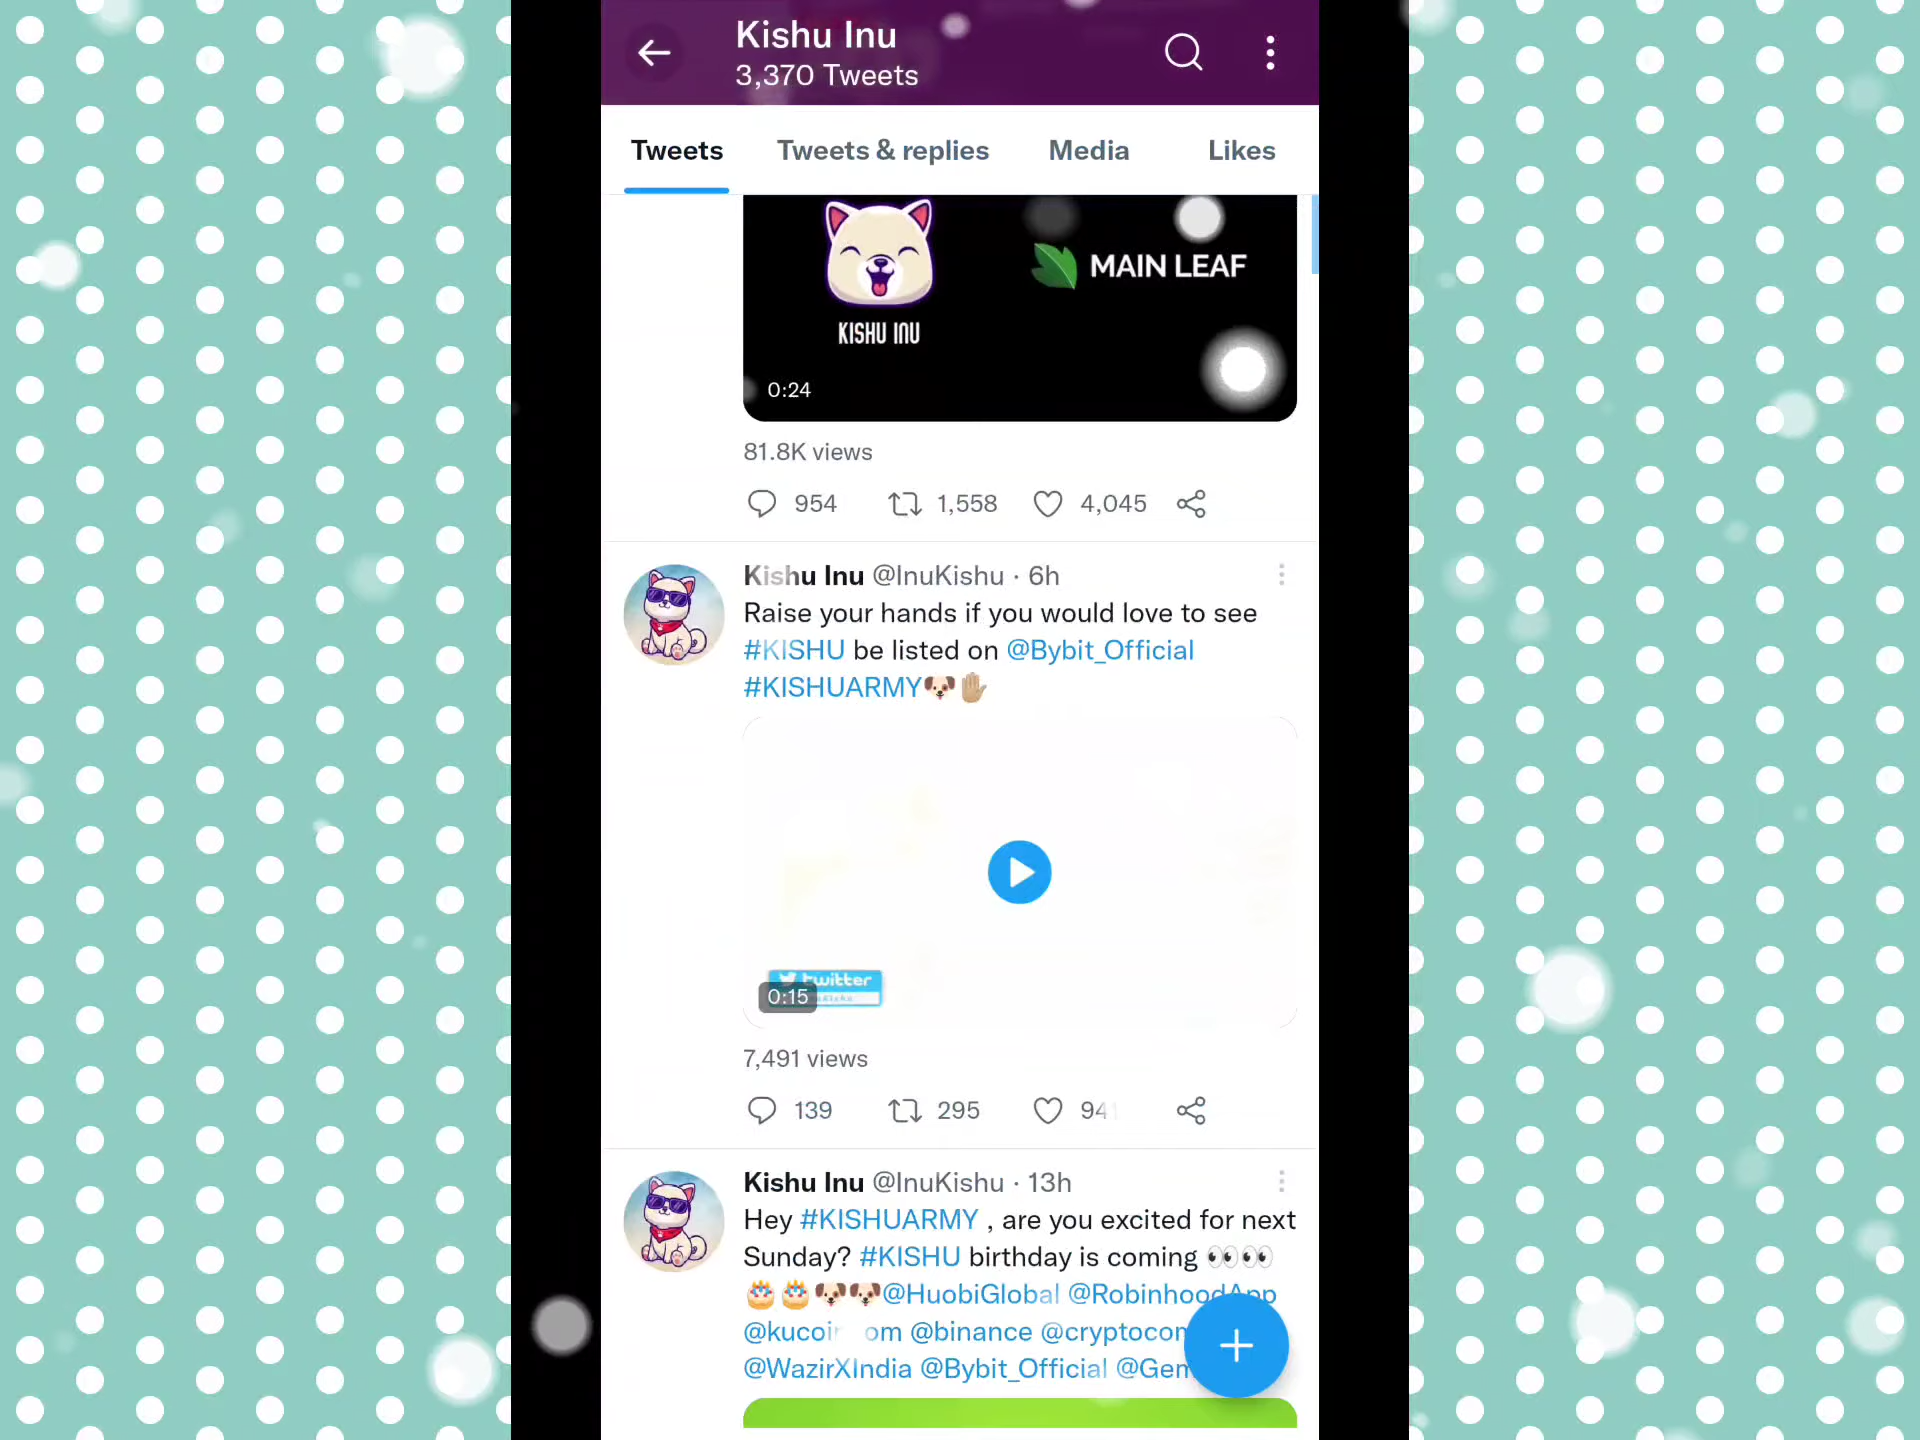 Kishu Inu
3,370 Tweets
Tweets Tweets & replies Media Likes
MAIN LEAF
KISHU INU
0:24
81.8K views
954 1,558 4,045
Kishu Inu @InuKishu · 6h
Raise your hands if you would love to see
#KISHU be listed on @Bybit_Official
#KISHUARMY🐶✋🏼
twitter
0:15
7,491 views
139 295
Kishu Inu @InuKishu · 13h
Hey #KISHUARMY , are you excited for next
Sunday? #KISHU birthday is coming 👀👀
🎂🎂🐶🐶@HuobiGlobal @RobinhoodApp
@binance
@WazirXIndia @Bybit_Official